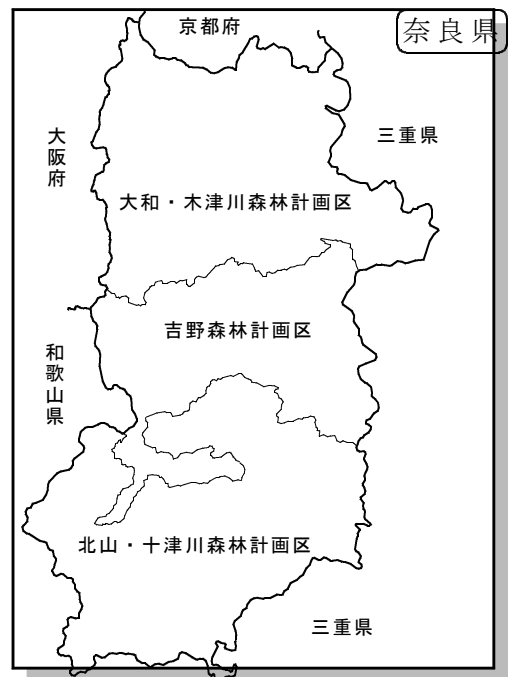 京都府
奈良県
三重県
大阪府
大和・木津川森林計画区
吉野森林計画区
和歌山県
北山・十津川森林計画区
三重県